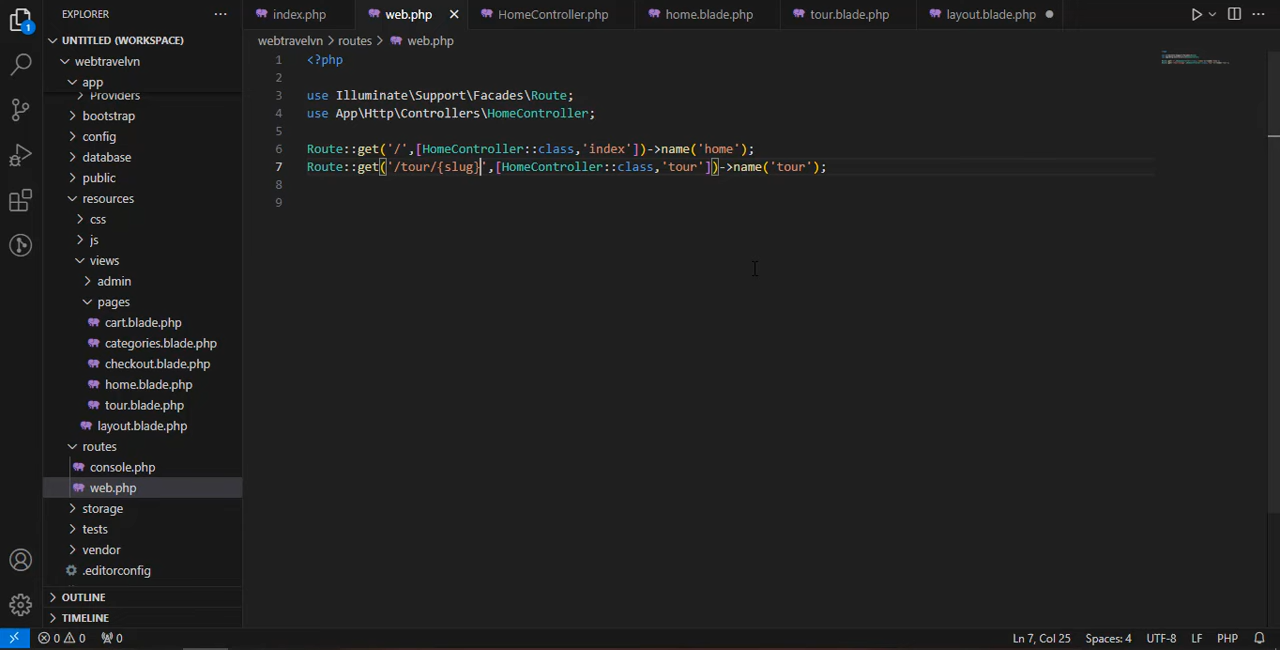 EXPLORER
index.php
web.php
HomeController.php
home.blade.php
tour.blade.php
layout.blade.php
UNTITLED (WORKSPACE)
webtravelvn
app
Providers
bootstrap
config
database
public
resources
css
js
views
admin
pages
cart.blade.php
categories.blade.php
checkout.blade.php
home.blade.php
tour.blade.php
layout.blade.php
routes
console.php
web.php
storage
tests
vendor
.editorconfig
OUTLINE
TIMELINE
1
webtravelvn > routes > web.php
1 <?php
2
3 use Illuminate\Support\Facades\Route;
4 use App\Http\Controllers\HomeController;
5
6 Route::get('/',[HomeController::class,'index'])->name('home');
7 Route::get('/tour/{slug}',[HomeController::class,'tour'])->name('tour');
8
9
0 0 0
Ln 7, Col 25 Spaces: 4 UTF-8 LF PHP